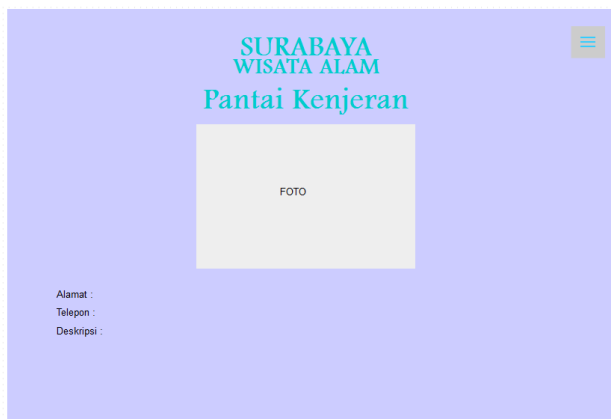 SURABAYA
WISATA ALAM
Pantai Kenjeran
FOTO
Alamat :
Telepon :
Deskripsi :